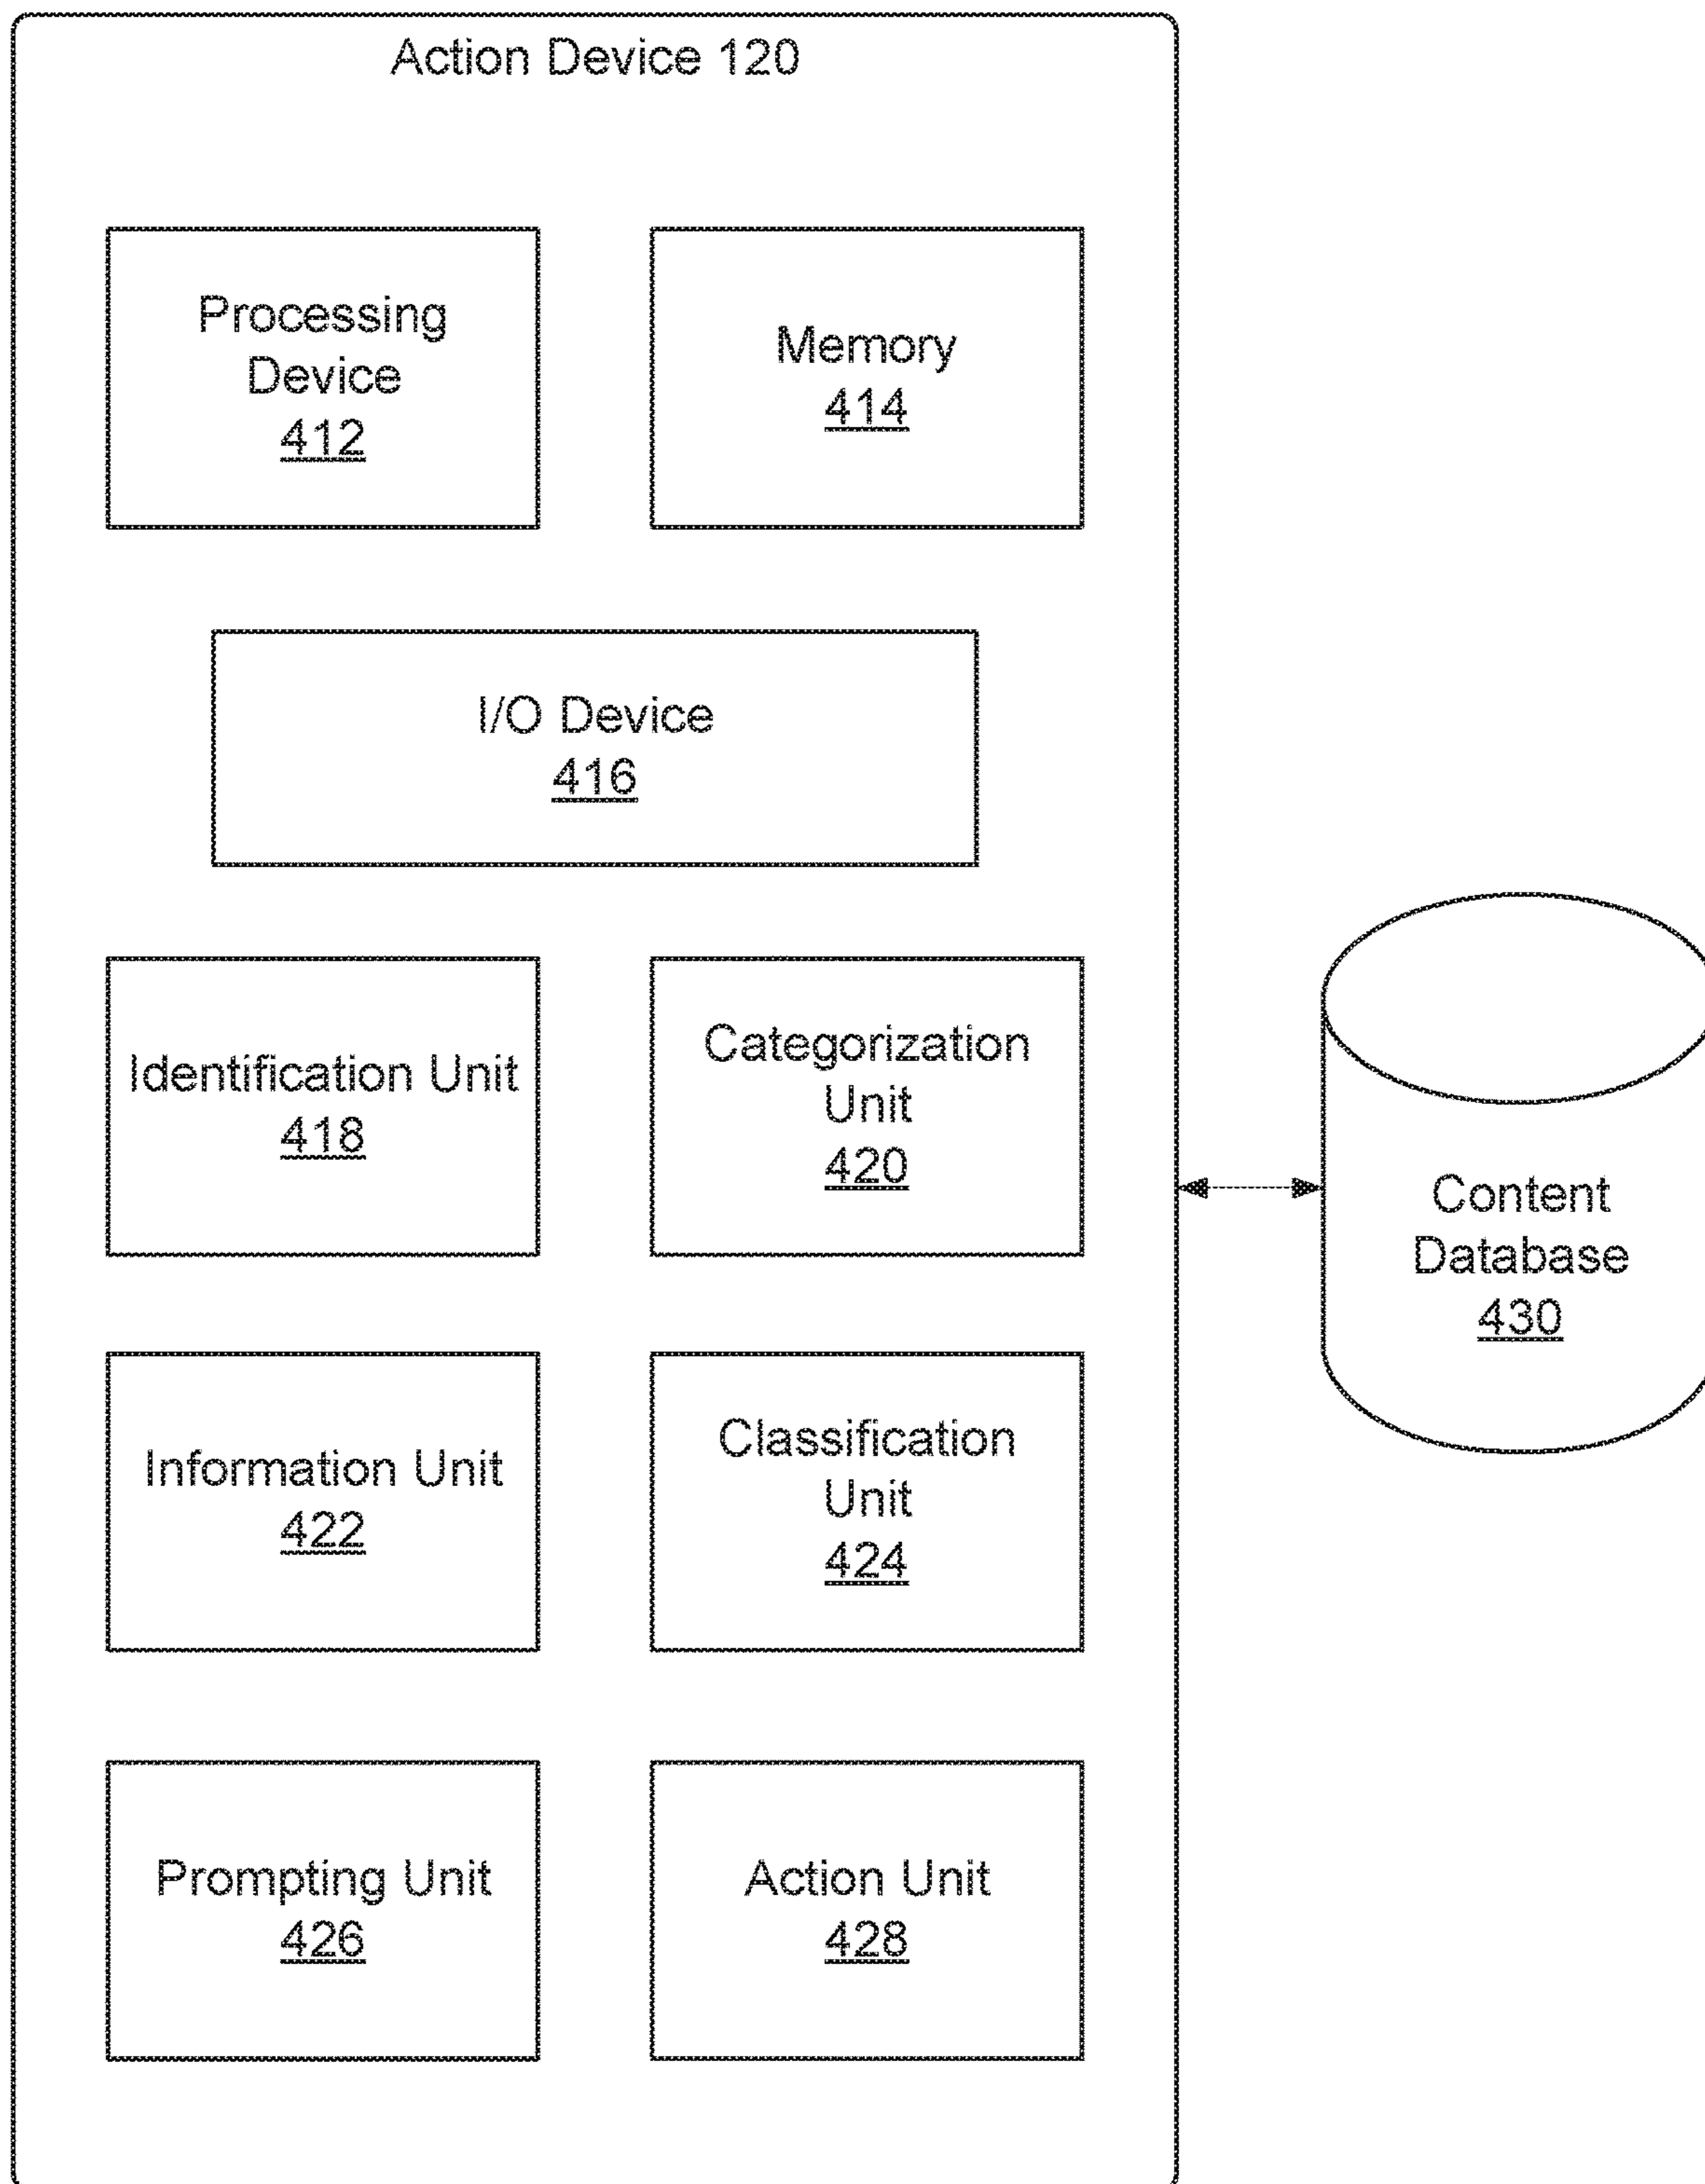 Action Device 120
Processing
Device
412
Memory
414
I/O Device
416
Identification Unit
418
Categorization
Unit
420
Content
Database
430
Information Unit
422
Classification
Unit
424
Prompting Unit
426
Action Unit
428